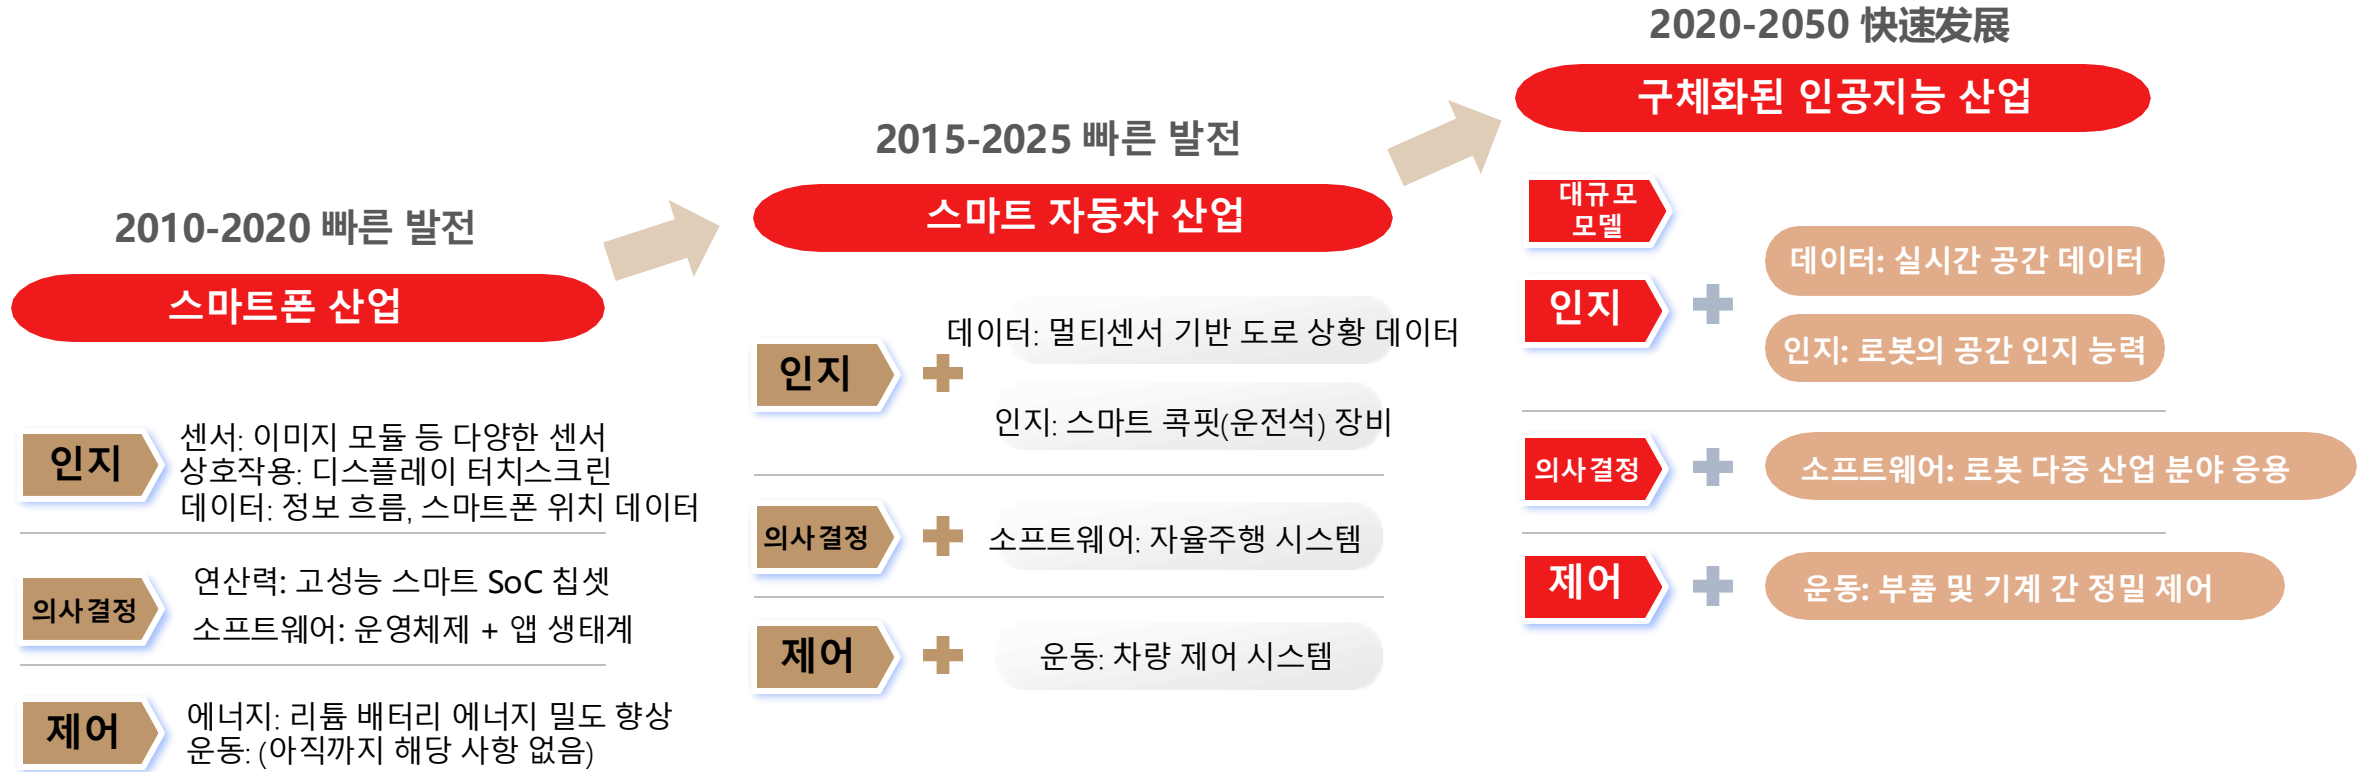 2010-2020 빠른 발전
스마트폰 산업
인지
센서: 이미지 모듈 등 다양한 센서
상호작용: 디스플레이 터치스크린
데이터: 정보 흐름, 스마트폰 위치 데이터
의사결정
연산력: 고성능 스마트 SoC 칩셋
소프트웨어: 운영체제 + 앱 생태계
제어
에너지: 리튬 배터리 에너지 밀도 향상
운동: (아직까지 해당 사항 없음)
2015-2025 빠른 발전
스마트 자동차 산업
인지
데이터: 멀티센서 기반 도로 상황 데이터
인지: 스마트 콕핏(운전석) 장비
의사결정
소프트웨어: 자율주행 시스템
제어
운동: 차량 제어 시스템
2020-2050 快速发展
구체화된 인공지능 산업
대규모
모델
인지
데이터: 실시간 공간 데이터
인지: 로봇의 공간 인지 능력
의사결정
소프트웨어: 로봇 다중 산업 분야 응용
제어
운동: 부품 및 기계 간 정밀 제어